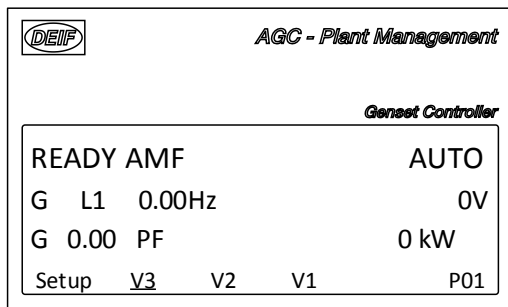 DEIF AGC - Plant Management
Genset Controller
READY AMF AUTO
G L1 0.00Hz 0V
G 0.00 PF 0 kW
Setup V3 V2 V1 P01